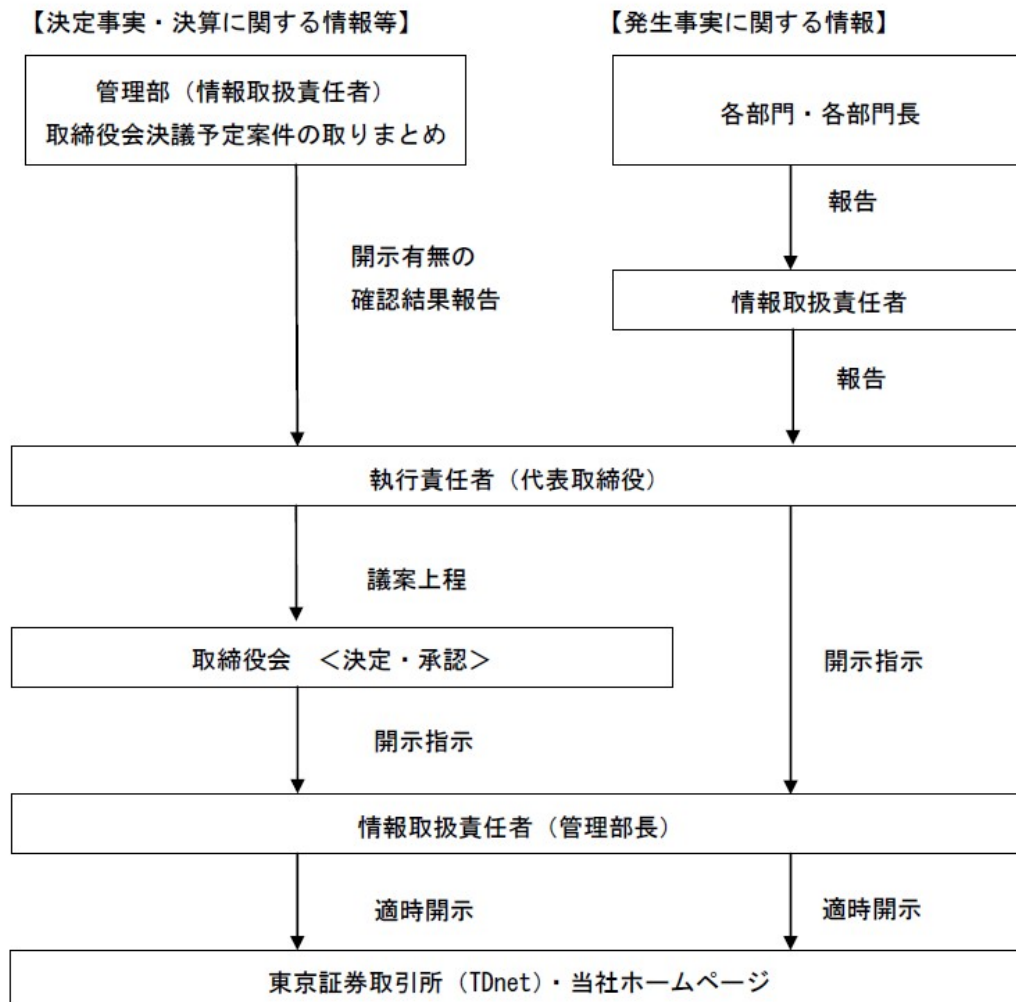 【決定事実・決算に関する情報等】
【発生事実に関する情報】
管理部（情報取扱責任者）
取締役会決議予定案件の取りまとめ
各部門・各部門長
報告
開示有無の
確認結果報告
情報取扱責任者
報告
執行責任者（代表取締役）
議案上程
取締役会　＜決定・承認＞
開示指示
開示指示
情報取扱責任者（管理部長）
適時開示
適時開示
東京証券取引所（TDnet）・当社ホームページ